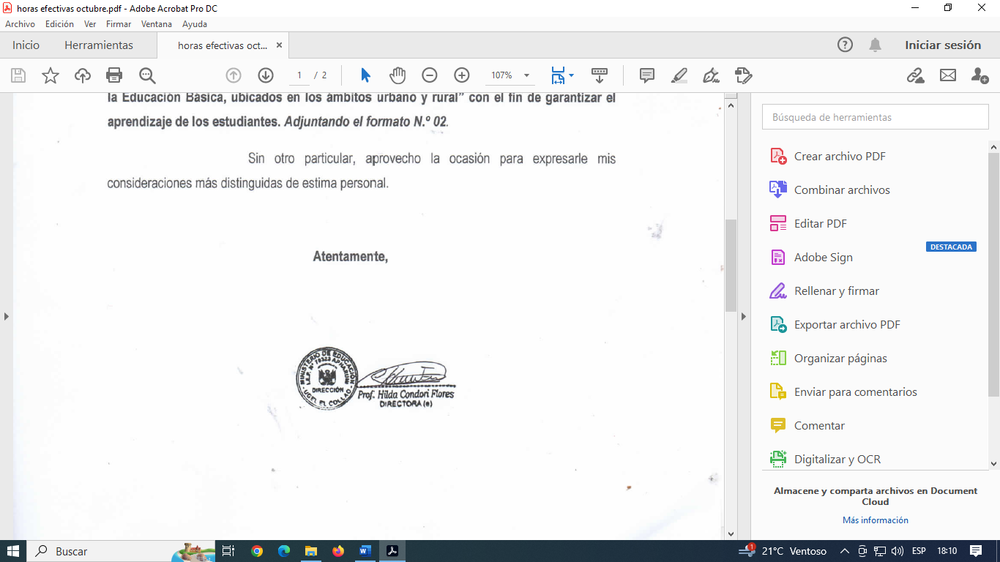 horas efectivas octubre.pdf - Adobe Acrobat Pro DC
Archivo Edición Ver Firmar Ventana Ayuda
Inicio Herramientas horas efectivas oct... ×
Iniciar sesión
1 / 2 107%
la Educación Básica, ubicados en los ámbitos urbano y rural” con el fin de garantizar el
aprendizaje de los estudiantes. Adjuntando el formato N.º 02.
Sin otro particular, aprovecho la ocasión para expresarle mis
consideraciones más distinguidas de estima personal.
Atentamente,
MINISTERIO DE EDUCACIÓN
DIRECCIÓN
UGEL EL COLLAO
Prof. Hilda Condori Flores
DIRECTORA (e)
Búsqueda de herramientas
Crear archivo PDF
Combinar archivos
Editar PDF
DESTACADA
Adobe Sign
Rellenar y firmar
Exportar archivo PDF
Organizar páginas
Enviar para comentarios
Comentar
Digitalizar y OCR
Almacene y comparta archivos en Document
Cloud
Más información
Buscar
1
21°C Ventoso
ESP
18:10